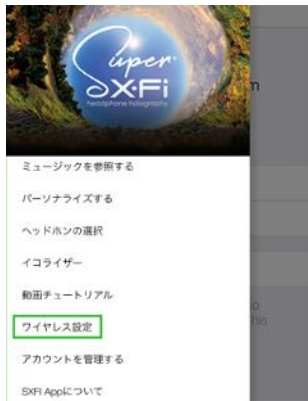 Super
X-Fi
headphone holography
m
ミュージックを参照する
パーソナライズする
ヘッドホンの選択
イコライザー
動画チュートリアル
ワイヤレス設定
アカウントを管理する
SXFI Appについて